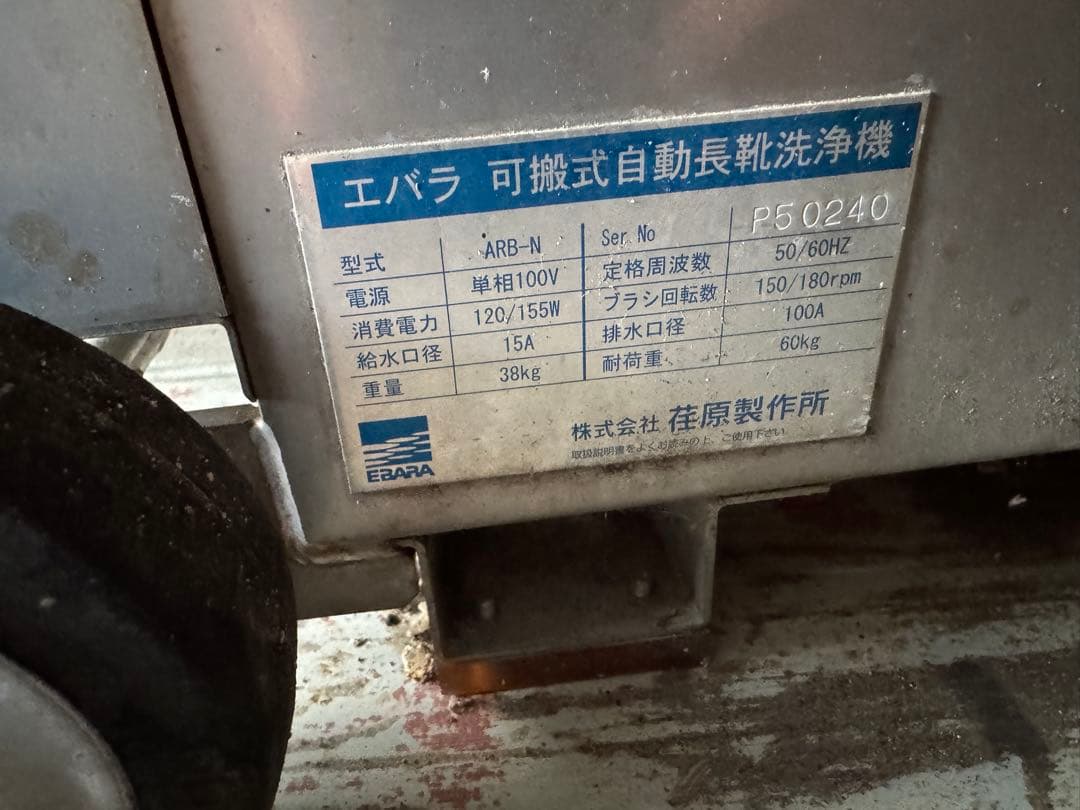 エバラ 可搬式自動長靴洗浄機
型式 ARB-N Ser No P50240
電源 単相100V 定格周波数 50/60HZ
消費電力 120/155W ブラシ回転数 150/180rpm
給水口径 15A 排水口径 100A
重量 38kg 耐荷重 60kg
EBARA
株式会社 荏原製作所
取扱説明書をよくお読みの上、ご使用下さい